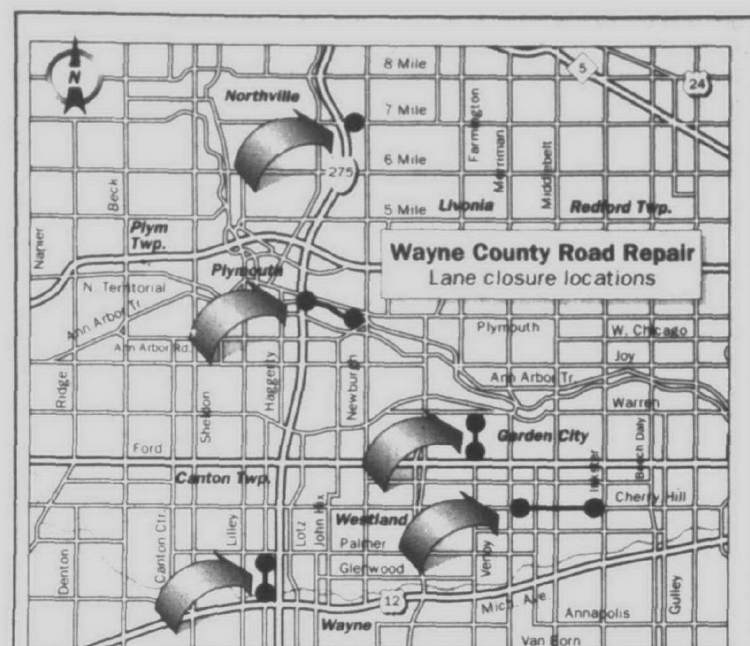 N
8 Mile
5
24
Northville
7 Mile
Farmington
Merriman
Middlebelt
6 Mile
275
Beck
5 Mile
Livonia
Redford Twp.
Napier
Plym
Twp.
Wayne County Road Repair
Lane closure locations
Plymouth
N. Territorial
Ann Arbor Tr.
Plymouth
W. Chicago
Ann Arbor Rd.
Joy
Ridge
Haggerty
Newburgh
Ann Arbor Tr.
Sheldon
Warren
Garden City
Ford
Beech Daly
Canton Twp.
Inkster
Cherry Hill
Canton Ctr.
Lilley
Lotz
John Hix
Westland
Palmer
Denton
Glenwood
Venoy
Gulley
12
Mich. Ave.
Annapolis
Wayne
Van Born